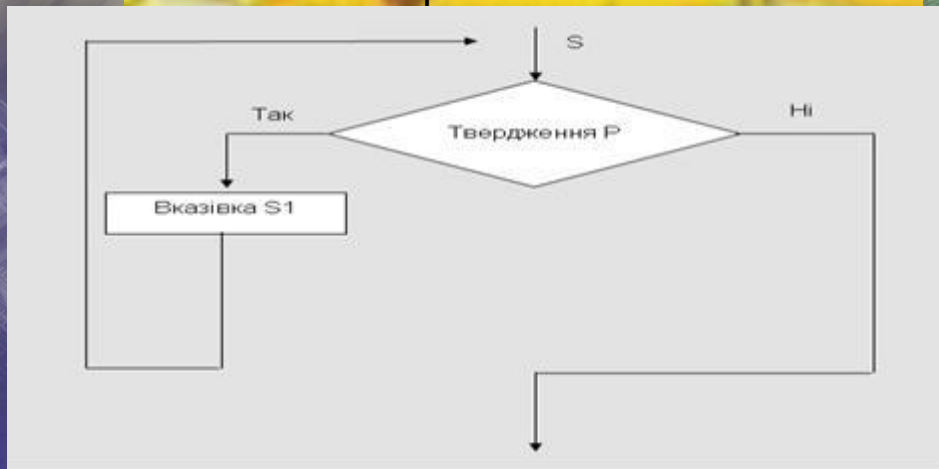 S
Так
Ні
Твердження Р
Вказівка S1